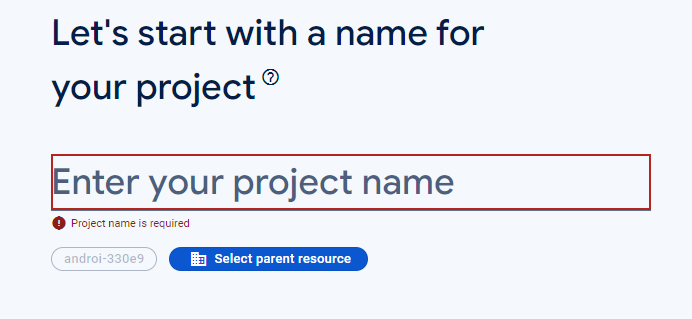 Let's start with a name for
your project
Enter your project name
Project name is required
androi-330e9
Select parent resource